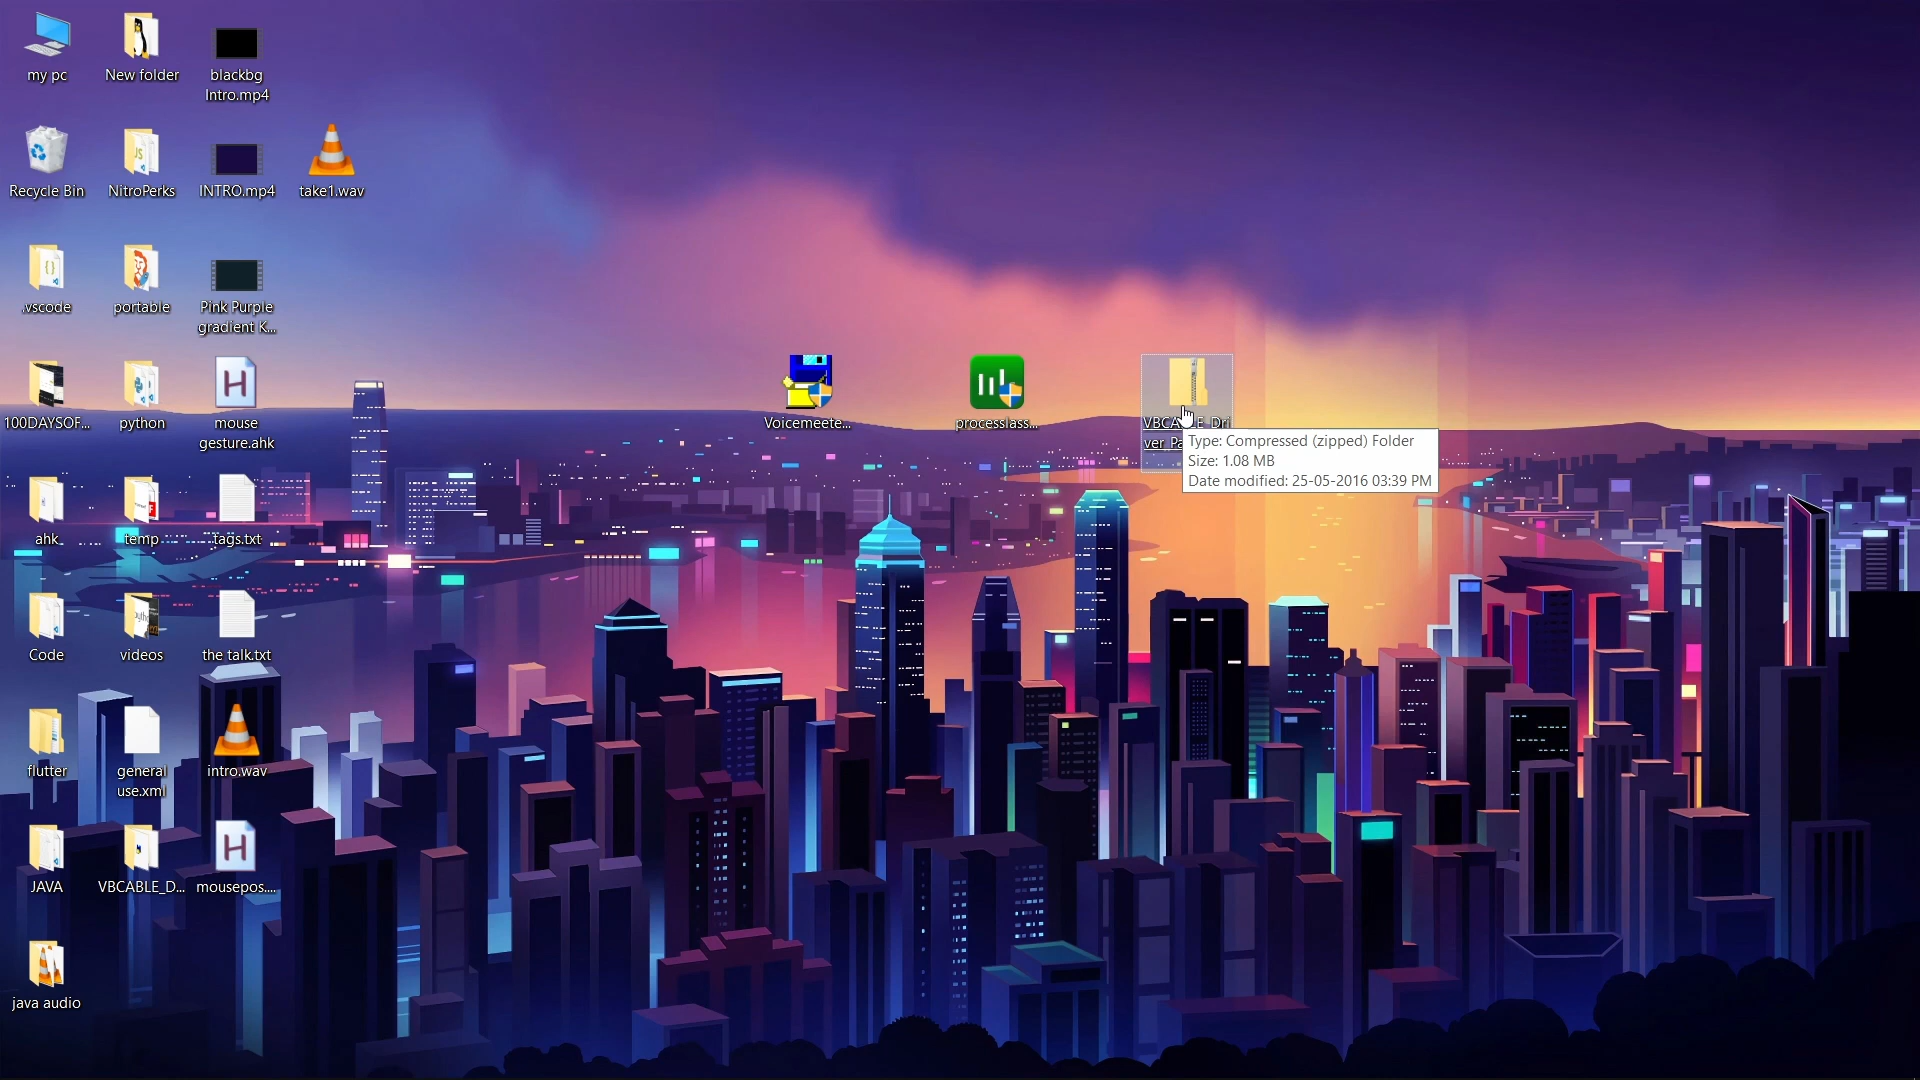 my pc
New folder
blackbg
Intro.mp4
Recycle Bin
NitroPerks
INTRO.mp4
take1.wav
.vscode
portable
Pink Purple
gradient K...
100DAYSOF...
python
mouse
gesture.ahk
Voicemeete...
processlass...
VBCABLE_Dri
ver_Pa
Type: Compressed (zipped) Folder
Size: 1.08 MB
Date modified: 25-05-2016 03:39 PM
ahk
temp
tags.txt
Code
videos
the talk.txt
flutter
general
use.xml
intro.wav
JAVA
VBCABLE_D...
mousepos....
java audio